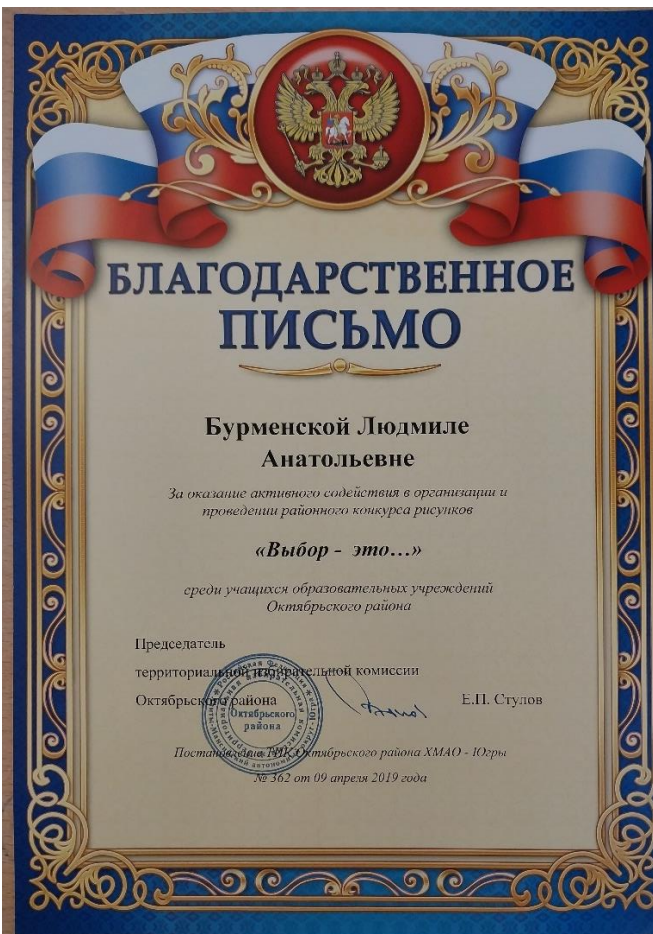 БЛАГОДАРСТВЕННОЕ
ПИСЬМО
Бурменской Людмиле
Анатольевне
За оказание активного содействия в организации и
проведении районного конкурса рисунков
«Выбор - это...»
среди учащихся образовательных учреждений
Октябрьского района
Председатель
территориальной избирательной комиссии
Октябрьского района Е.П. Стулов
Октябрьского
района
Постановление ТИК Октябрьского района ХМАО - Югры
№ 362 от 09 апреля 2019 года